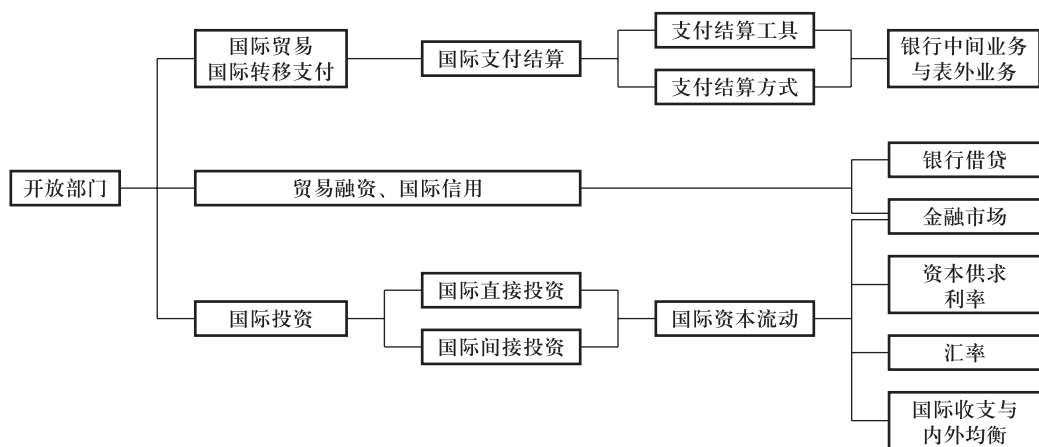 国际贸易
国际转移支付
国际支付结算
支付结算工具
支付结算方式
银行中间业务
与表外业务
开放部门
贸易融资、国际信用
银行借贷
金融市场
国际投资
国际直接投资
国际间接投资
国际资本流动
资本供求
利率
汇率
国际收支与
内外均衡